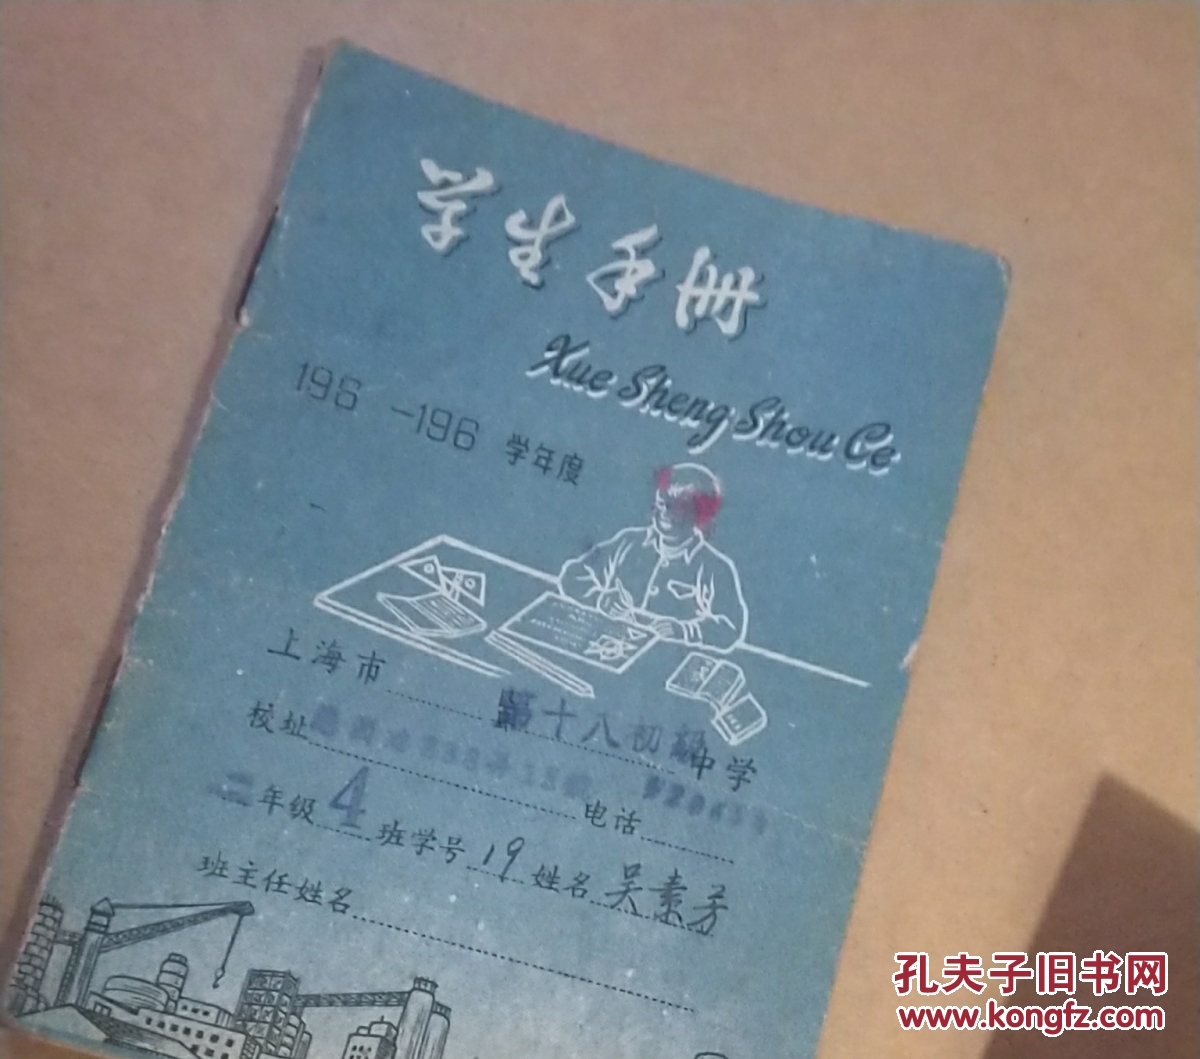 学生手册
Xue Sheng Shou Ce
196 -196 学年度
上海市 第十八初级中学
校址 电话
二年级 4 班学号 19 姓名 吴素芳
班主任姓名
孔夫子旧书网
www.kongfz.com